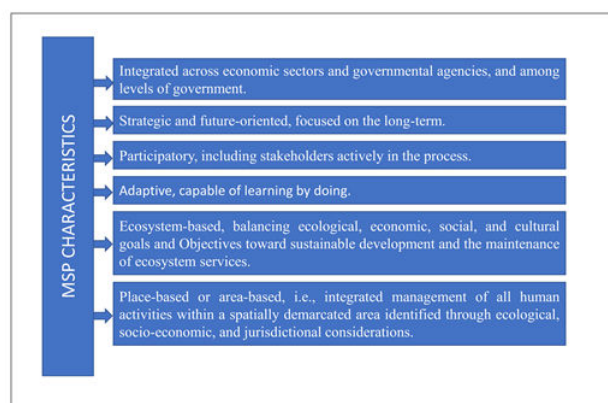 MSP CHARACTERISTICS
Integrated across economic sectors and governmental agencies, and among
levels of government.
Strategic and future-oriented, focused on the long-term.
Participatory, including stakeholders actively in the process.
Adaptive, capable of learning by doing.
Ecosystem-based, balancing ecological, economic, social, and cultural
goals and Objectives toward sustainable development and the maintenance
of ecosystem services.
Place-based or area-based, i.e., integrated management of all human
activities within a spatially demarcated area identified through ecological,
socio-economic, and jurisdictional considerations.